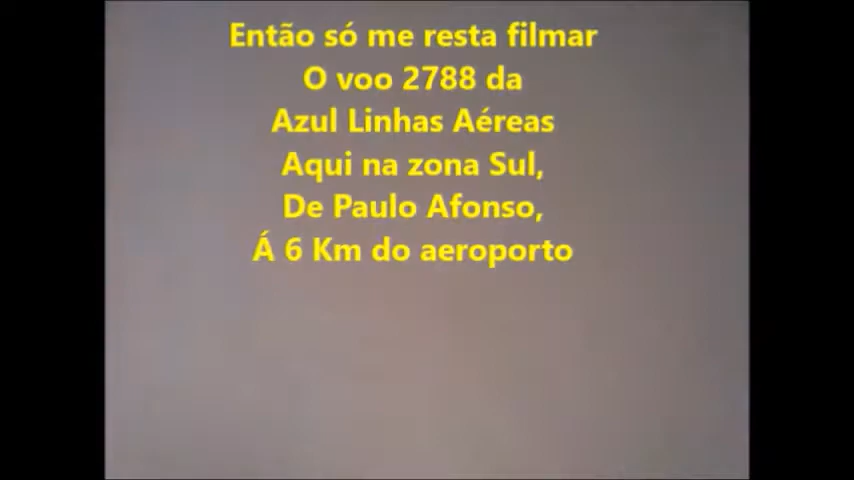 Então só me resta filmar
O voo 2788 da
Azul Linhas Aéreas
Aqui na zona Sul,
De Paulo Afonso,
Á 6 Km do aeroporto